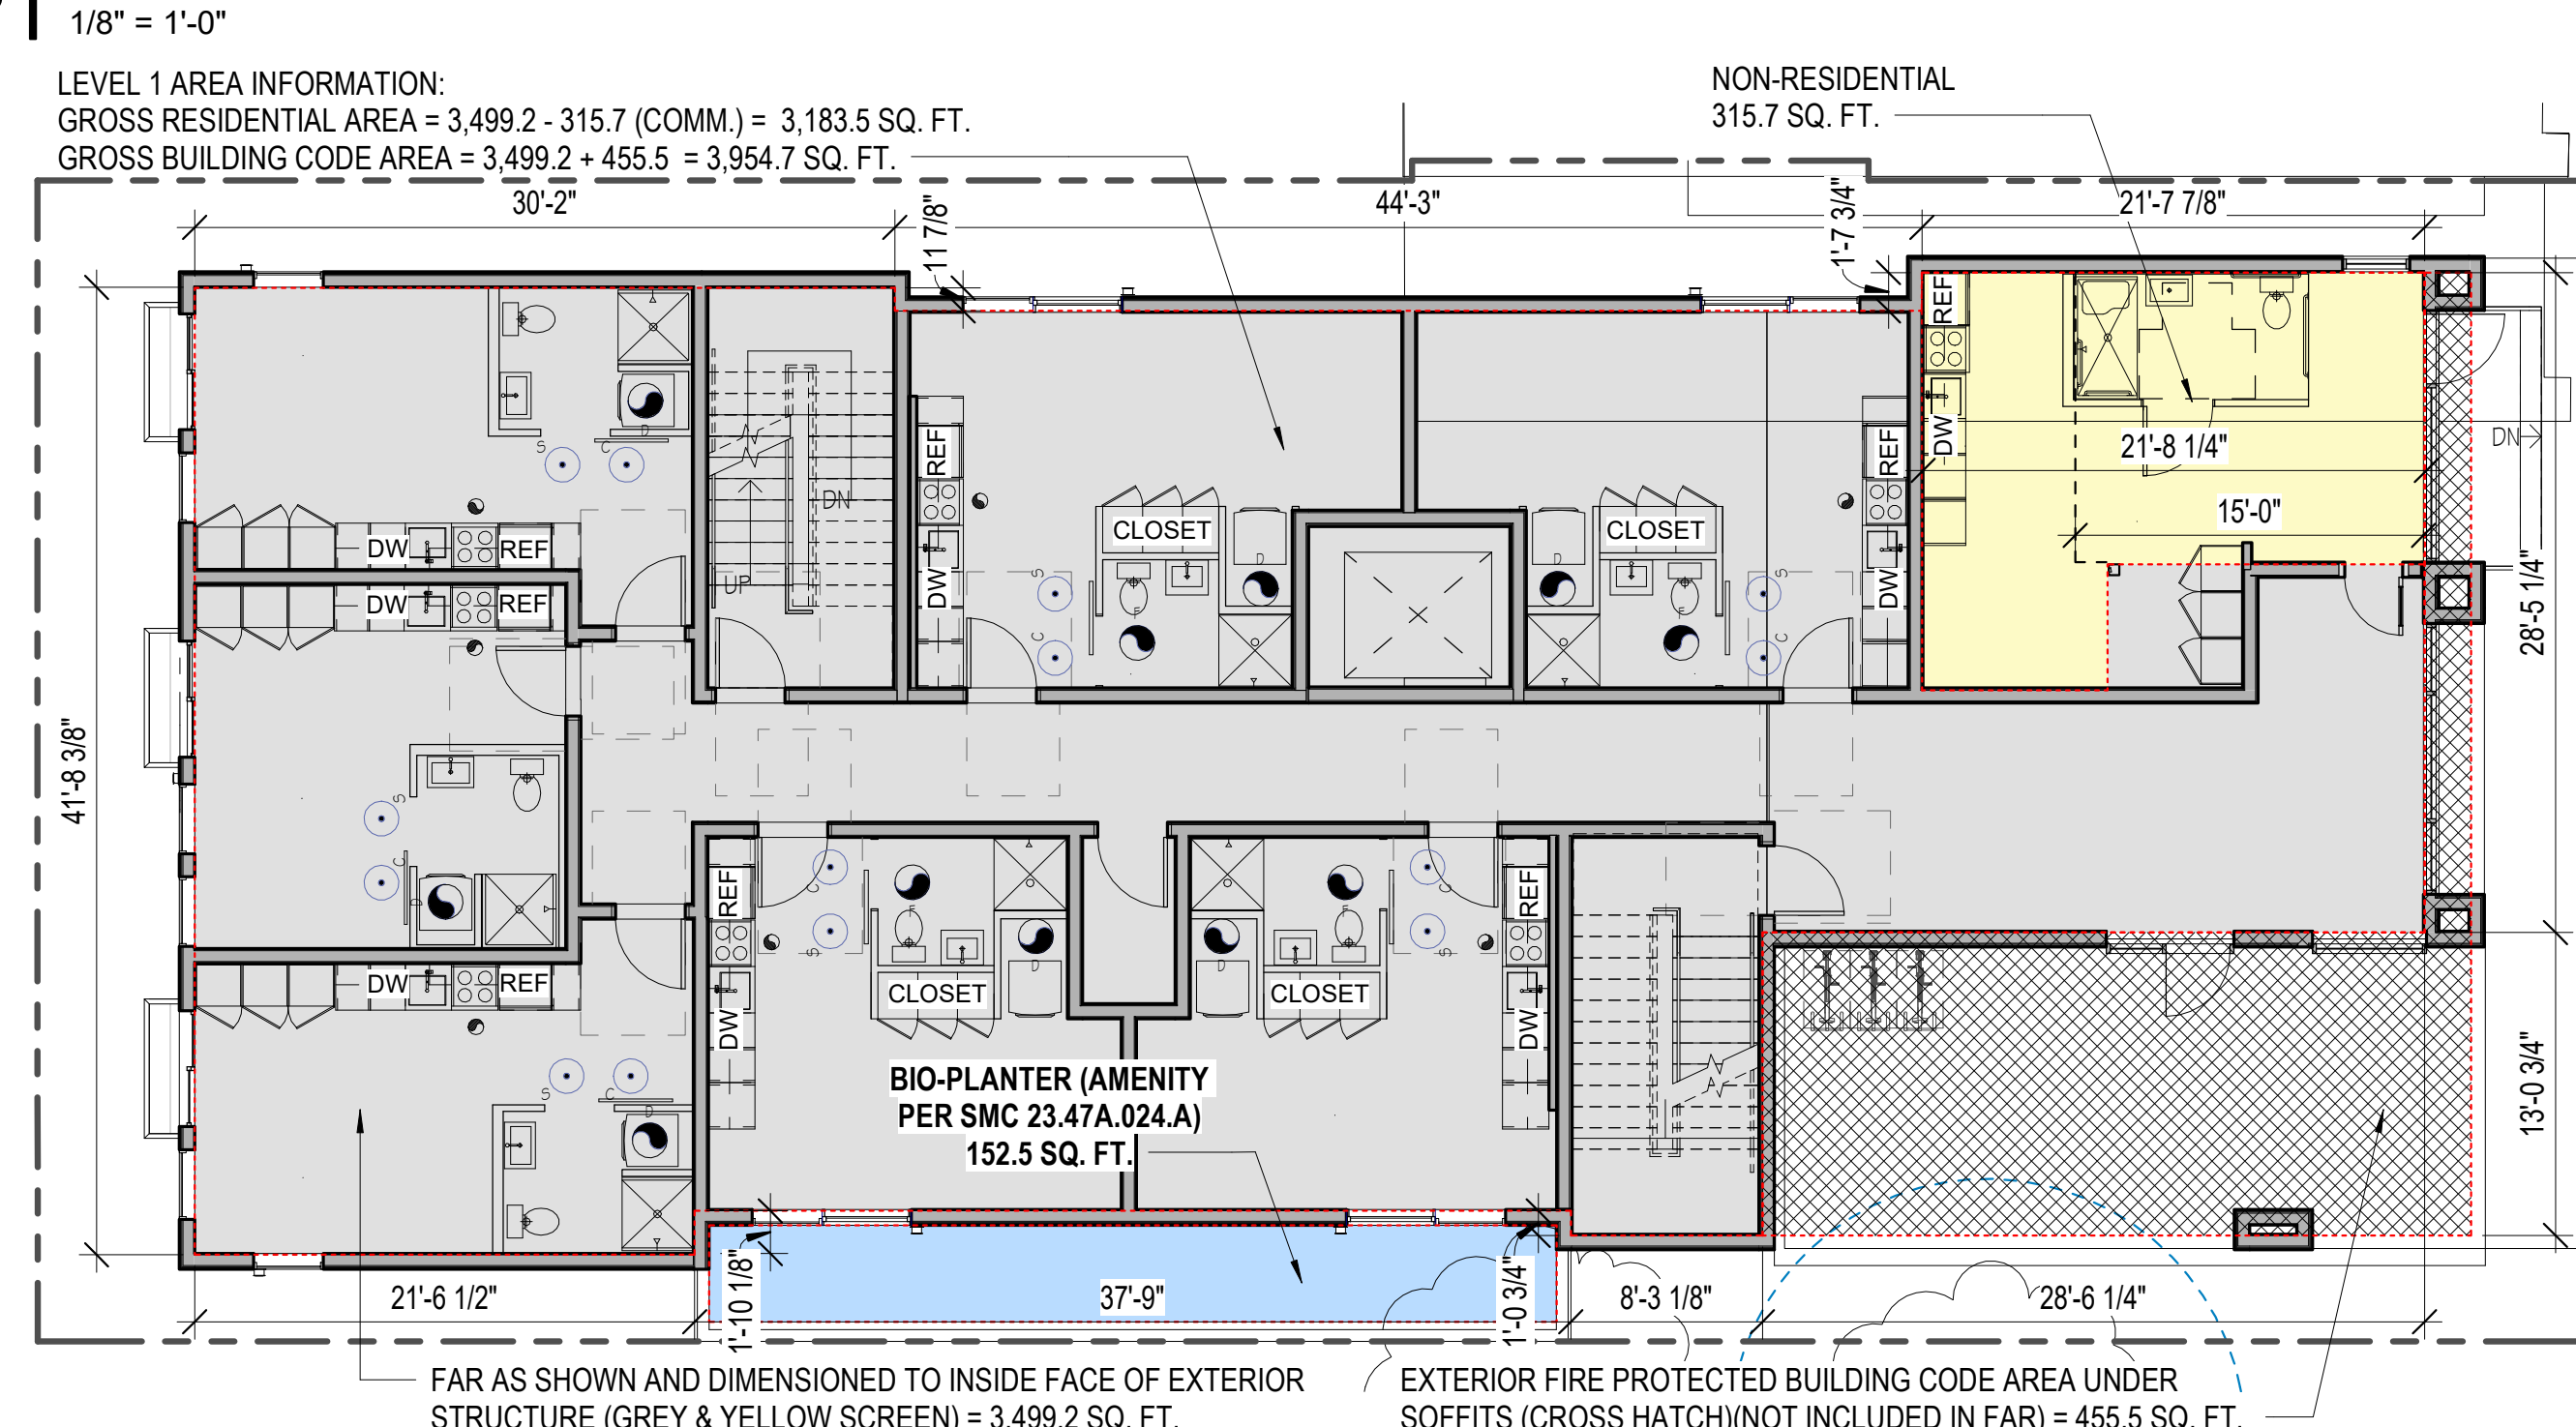 1/8" = 1'-0"
LEVEL 1 AREA INFORMATION:
GROSS RESIDENTIAL AREA = 3,499.2 - 315.7 (COMM.) = 3,183.5 SQ. FT.
GROSS BUILDING CODE AREA = 3,499.2 + 455.5 = 3,954.7 SQ. FT.
NON-RESIDENTIAL
315.7 SQ. FT.
30'-2"
11 7/8"
44'-3"
1'-7 3/4"
21'-7 7/8"
REF
DW
21'-8 1/4"
15'-0"
DN
28'-5 1/4"
S
C
D
DW
REF
DN
UP
REF
DW
CLOSET
D
S
C
F
CLOSET
D
S
C
F
REF
DW
DW
REF
41'-8 3/8"
S
C
D
DW
REF
S
C
D
REF
DW
C
S
F
D
CLOSET
D
F
C
S
CLOSET
REF
DW
BIO-PLANTER (AMENITY
PER SMC 23.47A.024.A)
152.5 SQ. FT.
13'-0 3/4"
21'-6 1/2"
1'-10 1/8"
37'-9"
1'-0 3/4"
8'-3 1/8"
28'-6 1/4"
FAR AS SHOWN AND DIMENSIONED TO INSIDE FACE OF EXTERIOR
STRUCTURE (GREY & YELLOW SCREEN) = 3,499.2 SQ. FT.
EXTERIOR FIRE PROTECTED BUILDING CODE AREA UNDER
SOFFITS (CROSS HATCH)(NOT INCLUDED IN FAR) = 455.5 SQ. FT.